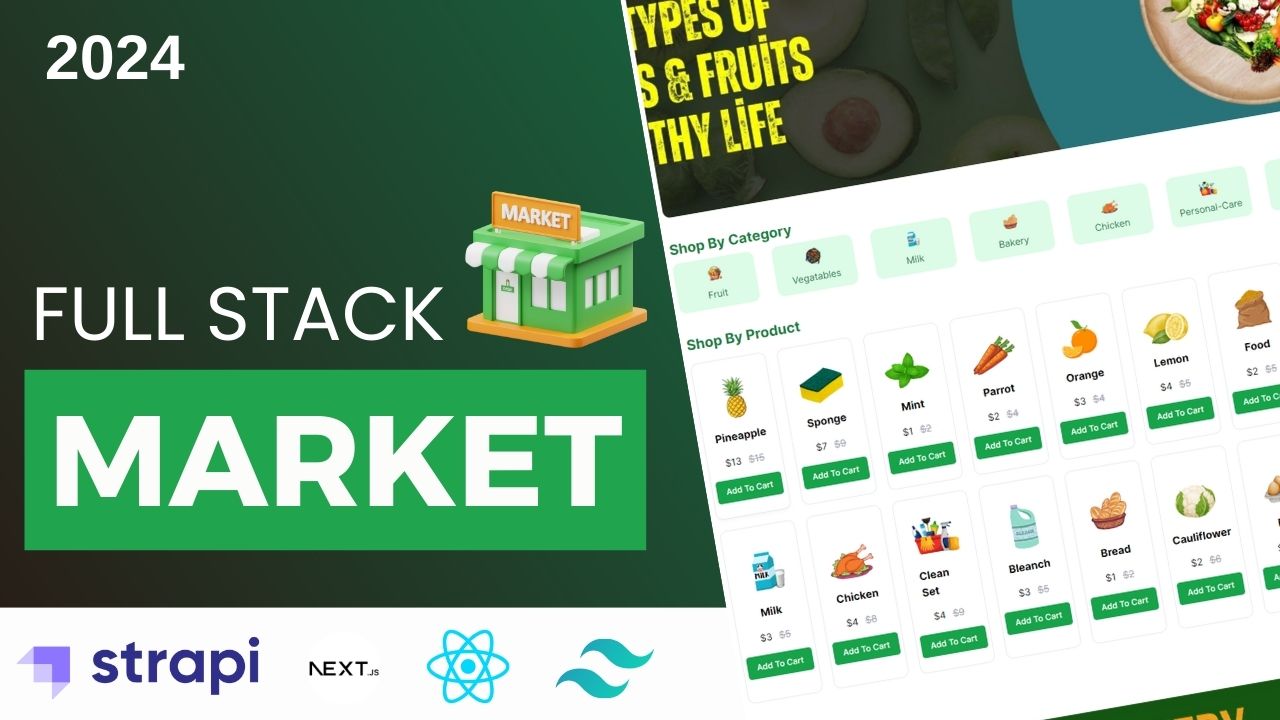 2024
MARKET
FULL STACK
MARKET
strapi
NEXT.JS
TYPES OF
S & FRUİTS
THY LİFE
Shop By Category
Fruit
Vegatables
Milk
Bakery
Chicken
Personal-Care
Shop By Product
Pineapple
$13 $15
Add To Cart
Sponge
$7 $9
Add To Cart
Mint
$1 $2
Add To Cart
Parrot
$2 $4
Add To Cart
Orange
$3 $4
Add To Cart
Lemon
$4 $5
Add To Cart
Food
$2 $5
Add To Ca
MILK
Milk
$3 $5
Add To Cart
Chicken
$4 $8
Add To Cart
Clean
Set
$4 $9
Add To Cart
Bleanch
$3 $5
Add To Cart
Bread
$1 $2
Add To Cart
Cauliflower
$2 $6
Add To Cart